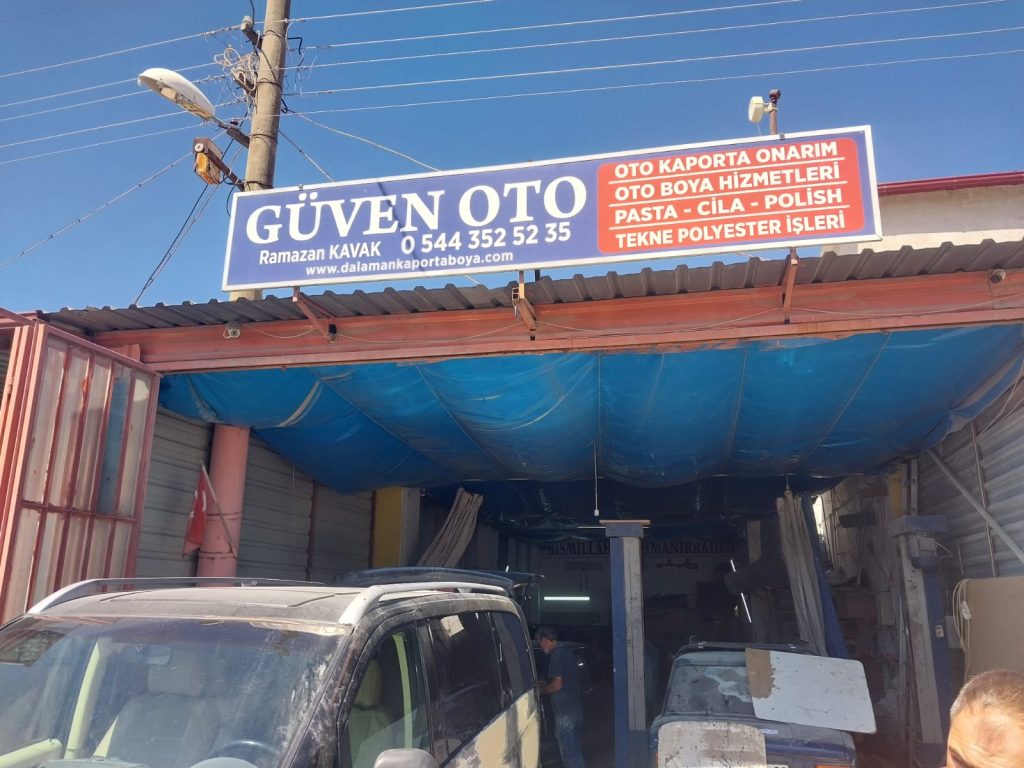 GÜVEN OTO
Ramazan KAVAK 0 544 352 52 35
www.dalamankaportaboya.com
OTO KAPORTA ONARIM
OTO BOYA HİZMETLERİ
PASTA - CİLA - POLISH
TEKNE POLYESTER İŞLERİ